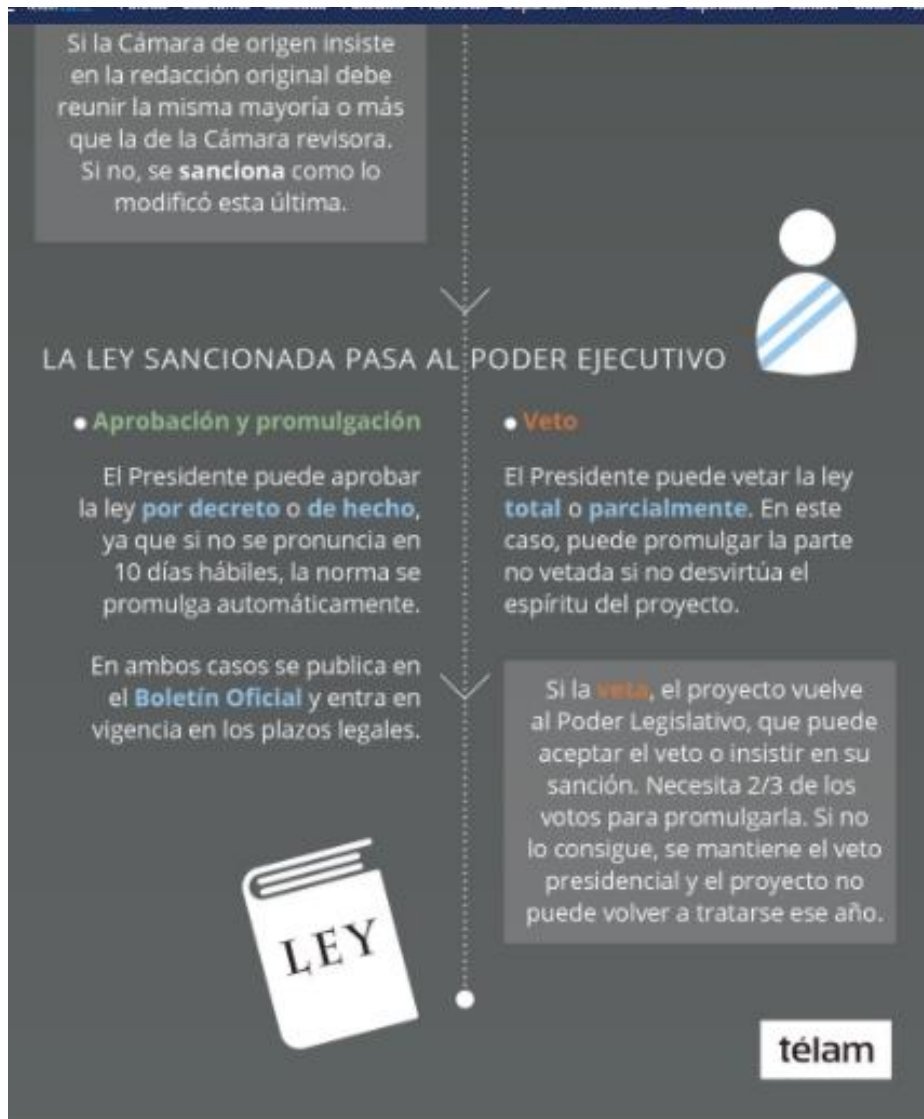 Si la Cámara de origen insiste
en la redacción original debe
reunir la misma mayoría o más
que la de la Cámara revisora.
Si no, se sanciona como lo
modificó esta última.
LA LEY SANCIONADA PASA AL PODER EJECUTIVO
Aprobación y promulgación
El Presidente puede aprobar
la ley por decreto o de hecho,
ya que si no se pronuncia en
10 días hábiles, la norma se
promulga automáticamente.
En ambos casos se publica en
el Boletín Oficial y entra en
vigencia en los plazos legales.
Veto
El Presidente puede vetar la ley
total o parcialmente. En este
caso, puede promulgar la parte
no vetada si no desvirtúa el
espíritu del proyecto.
Si la veta, el proyecto vuelve
al Poder Legislativo, que puede
aceptar el veto o insistir en su
sanción. Necesita 2/3 de los
votos para promulgarla. Si no
lo consigue, se mantiene el veto
presidencial y el proyecto no
puede volver a tratarse ese año.
LEY
télam